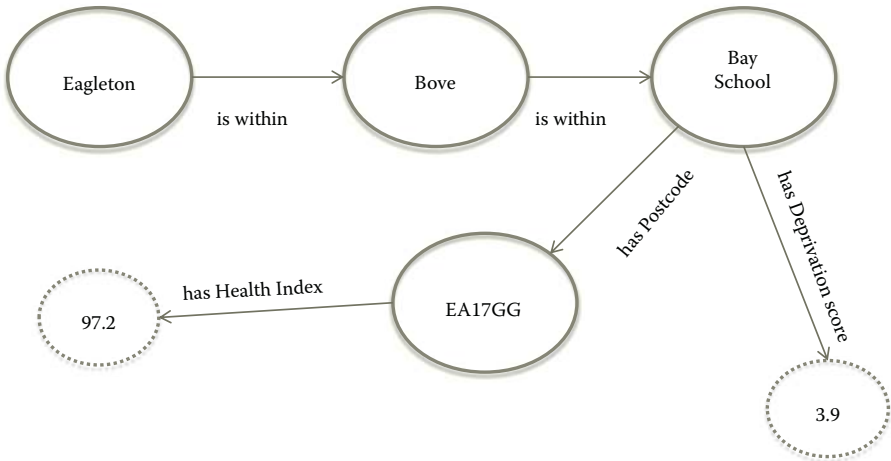 Eagleton
is within
Bove
is within
Bay
School
has Postcode
has Deprivation score
EA17GG
has Health Index
97.2
3.9